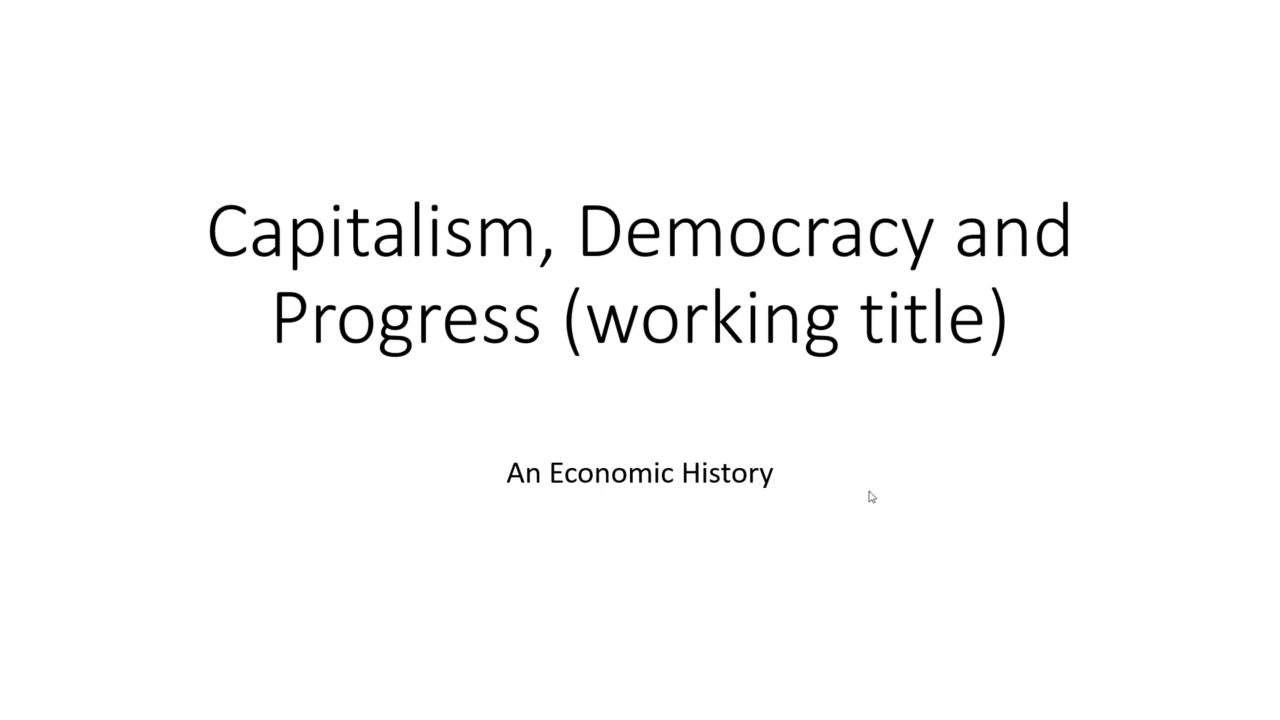 Capitalism, Democracy and
Progress (working title)
An Economic History